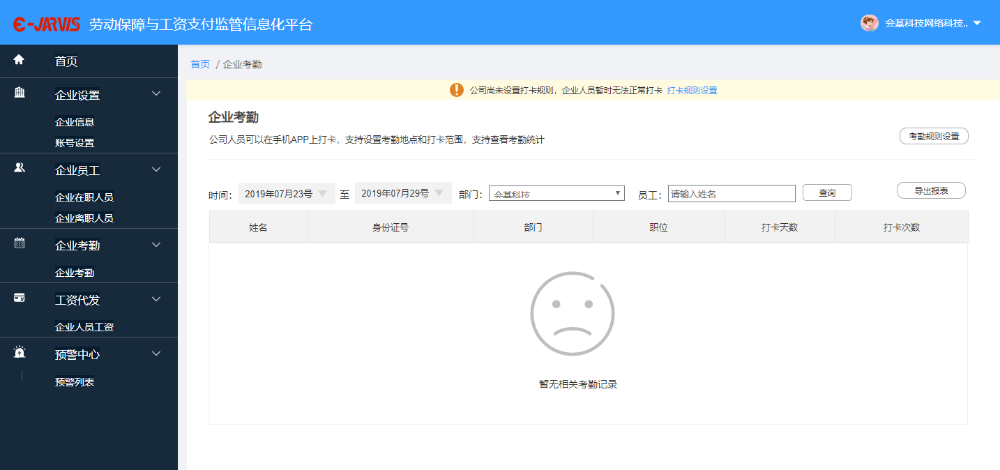 e-JARVIS 劳动保障与工资支付监管信息化平台
会基科技网络科技..
首页
企业设置
企业信息
账号设置
企业员工
企业在职人员
企业离职人员
企业考勤
企业考勤
工资代发
企业人员工资
预警中心
预警列表
首页 / 企业考勤
公司尚未设置打卡规则，企业人员暂时无法正常打卡 打卡规则设置
企业考勤
公司人员可以在手机APP上打卡，支持设置考勤地点和打卡范围，支持查看考勤统计
考勤规则设置
时间： 2019年07月23号 至 2019年07月29号 部门： 会基科技 员工： 请输入姓名 查询 导出报表
姓名 身份证号 部门 职位 打卡天数 打卡次数
暂无相关考勤记录